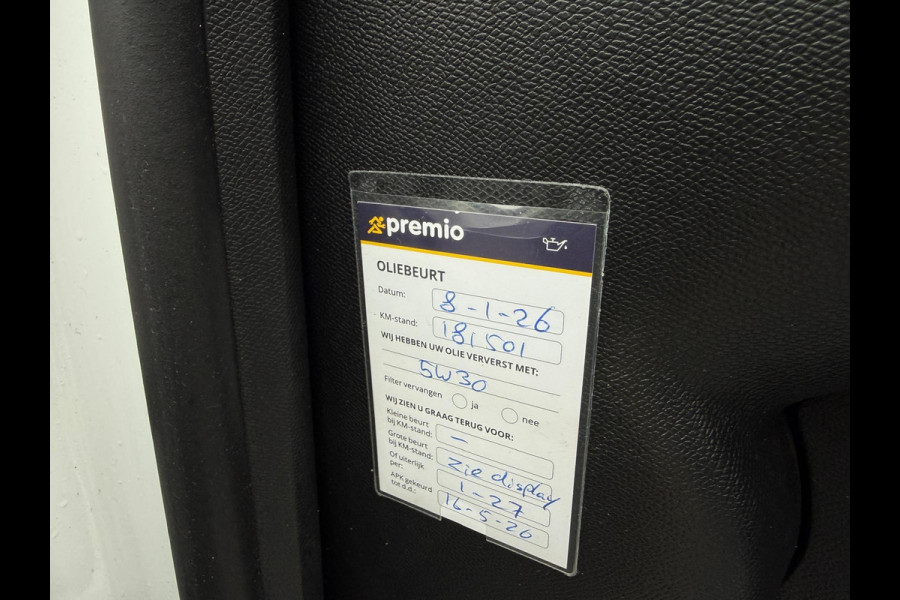 premio
OLIEBEURT
Datum: 8-1-26
KM-stand: 181501
WIJ HEBBEN UW OLIE VERVERST MET:
5W30
Filter vervangen ja nee
WIJ ZIEN U GRAAG TERUG VOOR:
Kleine beurt
bij KM-stand: —
Grote beurt
bij KM-stand: zie display
Of uiterlijk
per: 1-27
APK gekeurd
tot d.d.: 16-5-26